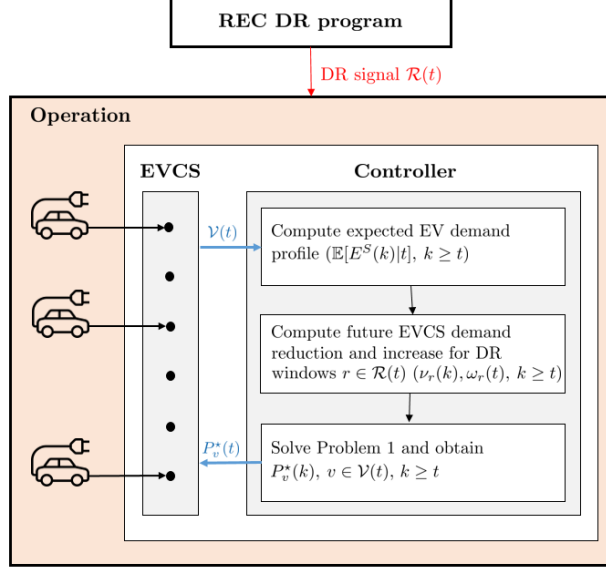 REC DR program
DR signal ℛ(t)
Operation
EVCS
Controller
𝒱(t)
Compute expected EV demand
profile (𝔼[E^S(k)|t], k ≥ t)
Compute future EVCS demand
reduction and increase for DR
windows r ∈ ℛ(t) (ν_r(k), ω_r(t), k ≥ t)
P_v^⋆(t)
Solve Problem 1 and obtain
P_v^⋆(k), v ∈ 𝒱(t), k ≥ t